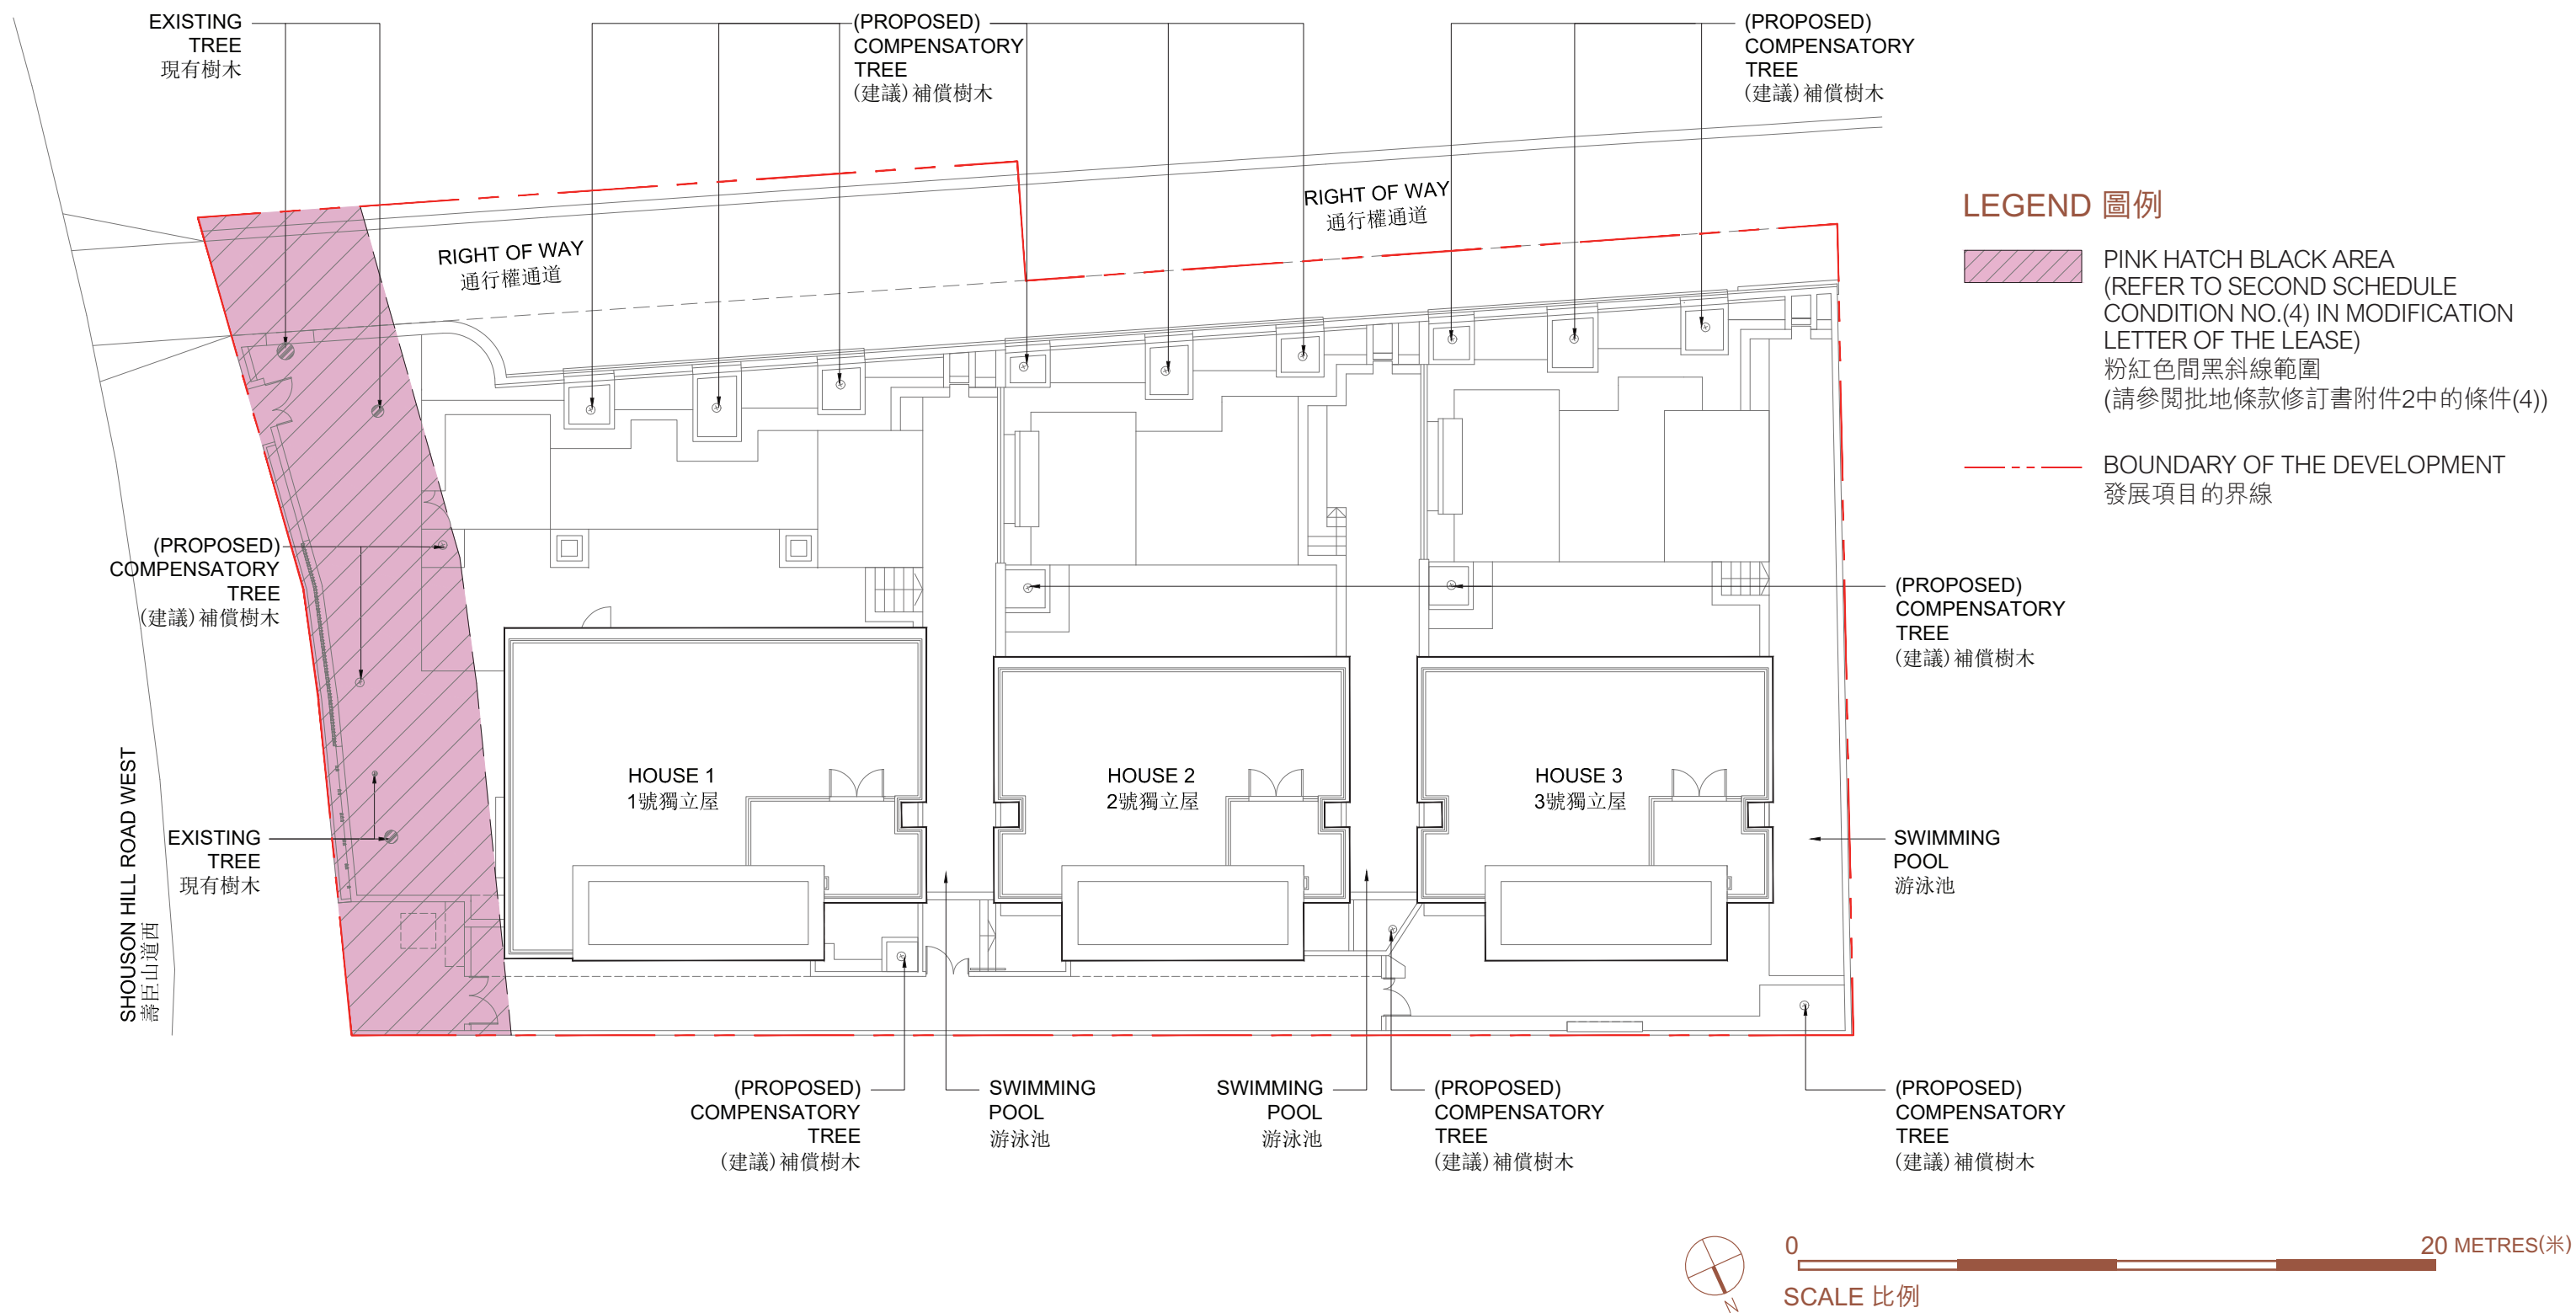 EXISTING
TREE
現有樹木
(PROPOSED)
COMPENSATORY
TREE
(建議)補償樹木
(PROPOSED)
COMPENSATORY
TREE
(建議)補償樹木
RIGHT OF WAY
通行權通道
RIGHT OF WAY
通行權通道
LEGEND 圖例
PINK HATCH BLACK AREA
(REFER TO SECOND SCHEDULE
CONDITION NO.(4) IN MODIFICATION
LETTER OF THE LEASE)
粉紅色間黑斜線範圍
(請參閱批地條款修訂書附件2中的條件(4))
BOUNDARY OF THE DEVELOPMENT
發展項目的界線
(PROPOSED)
COMPENSATORY
TREE
(建議)補償樹木
(PROPOSED)
COMPENSATORY
TREE
(建議)補償樹木
HOUSE 1
1號獨立屋
HOUSE 2
2號獨立屋
HOUSE 3
3號獨立屋
SHOUSON HILL ROAD WEST
壽臣山道西
EXISTING
TREE
現有樹木
SWIMMING
POOL
游泳池
(PROPOSED)
COMPENSATORY
TREE
(建議)補償樹木
SWIMMING
POOL
游泳池
SWIMMING
POOL
游泳池
(PROPOSED)
COMPENSATORY
TREE
(建議)補償樹木
(PROPOSED)
COMPENSATORY
TREE
(建議)補償樹木
N
0
20 METRES(米)
SCALE 比例